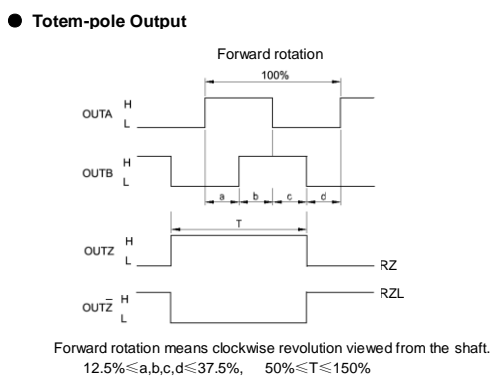 ● Totem-pole Output
Forward rotation
100%
OUTA H
L
OUTB H
L
a b c d
T
OUTZ H
L
RZ
RZL
OUTZ̅ H
L
Forward rotation means clockwise revolution viewed from the shaft.
12.5%≤a,b,c,d≤37.5%, 50%≤T≤150%